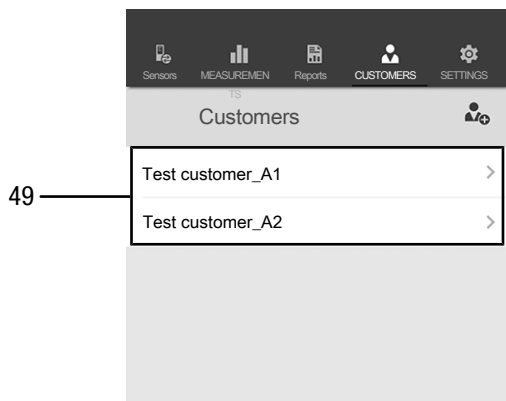 Sensors MEASUREMEN Reports CUSTOMERS SETTINGS
TS
Customers
Test customer_A1
49
Test customer_A2